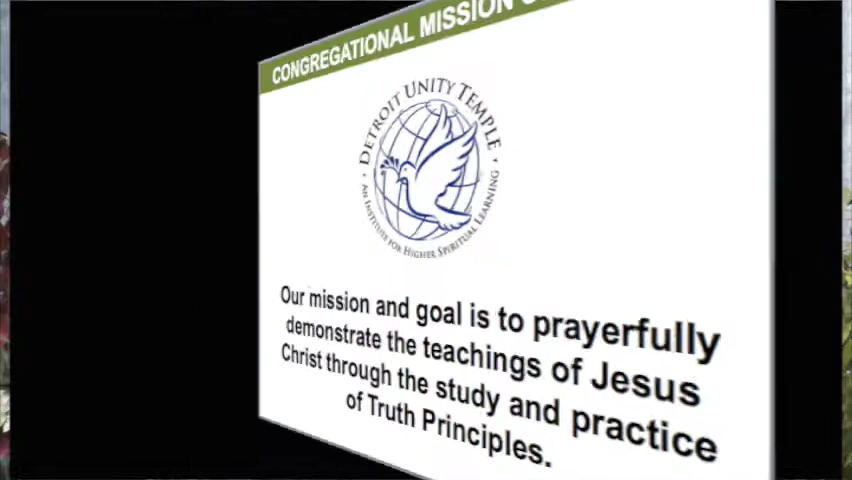 CONGREGATIONAL MISSION
DETROIT UNITY TEMPLE
AN INSTITUTE FOR HIGHER SPIRITUAL LEARNING
Our mission and goal is to prayerfully
demonstrate the teachings of Jesus
Christ through the study and practice
of Truth Principles.